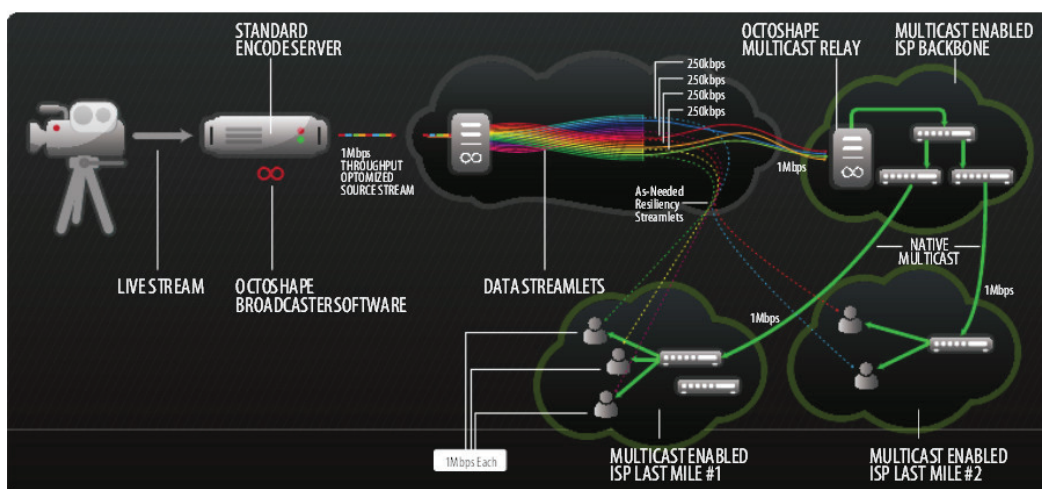 STANDARD
ENCODE SERVER
OCTOSHAPE
MULTICAST RELAY
MULTICAST ENABLED
ISP BACKBONE
250kbps
250kbps
250kbps
250kbps
1Mbps
THROUGHPUT
OPTOMIZED
SOURCE STREAM
1Mbps
As-Needed
Resiliency
Streamlets
NATIVE
MULTICAST
LIVE STREAM
OCTOSHAPE
BROADCASTER SOFTWARE
DATA STREAMLETS
1Mbps
1Mbps
1Mbps Each
MULTICAST ENABLED
ISP LAST MILE #1
MULTICAST ENABLED
ISP LAST MILE #2